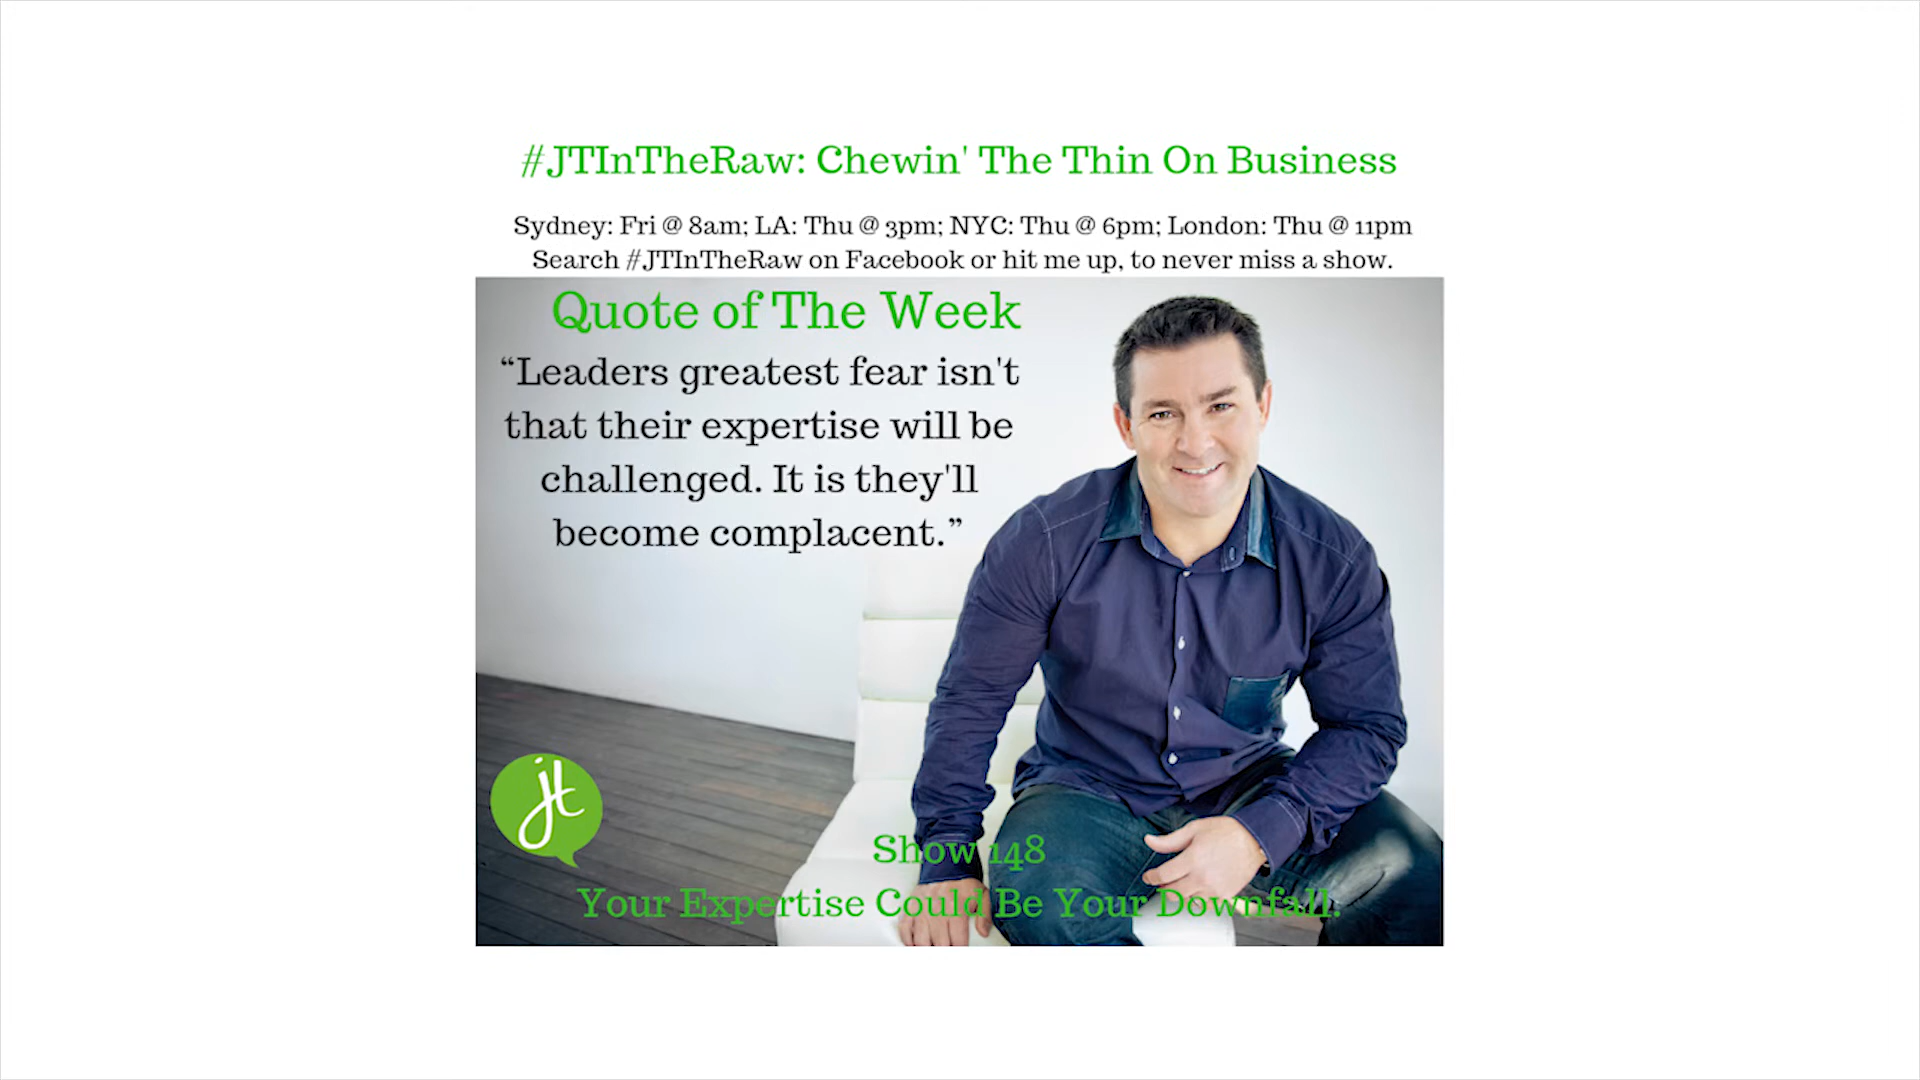 #JTInTheRaw: Chewin' The Thin On Business
Sydney: Fri @ 8am; LA: Thu @ 3pm; NYC: Thu @ 6pm; London: Thu @ 11pm
Search #JTInTheRaw on Facebook or hit me up, to never miss a show.
Quote of The Week
“Leaders greatest fear isn't
that their expertise will be
challenged. It is they'll
become complacent.”
jt
Show 148
Your Expertise Could Be Your Downfall.